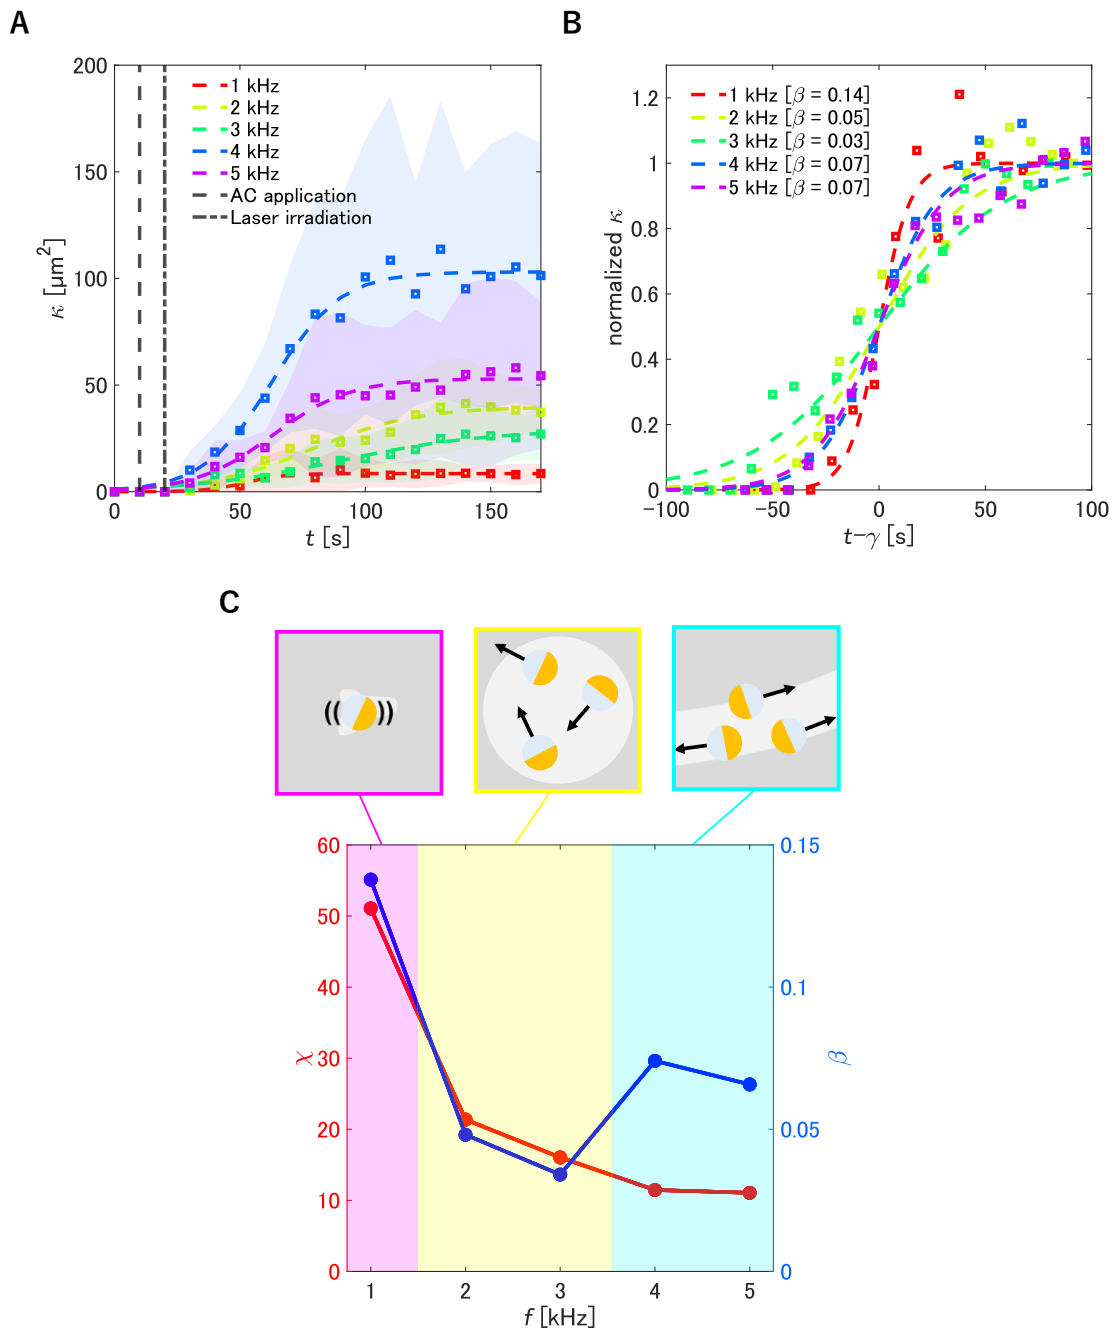 A
200
150
100
50
0
κ [µm²]
1 kHz
2 kHz
3 kHz
4 kHz
5 kHz
AC application
Laser irradiation
0 50 100 150
t [s]
B
1.2
1
0.8
0.6
0.4
0.2
0
normalized κ
1 kHz [β = 0.14]
2 kHz [β = 0.05]
3 kHz [β = 0.03]
4 kHz [β = 0.07]
5 kHz [β = 0.07]
−100 −50 0 50 100
t−γ [s]
C
(( ))
60
50
40
30
20
10
0
χ
0.15
0.1
0.05
0
β
1 2 3 4 5
f [kHz]